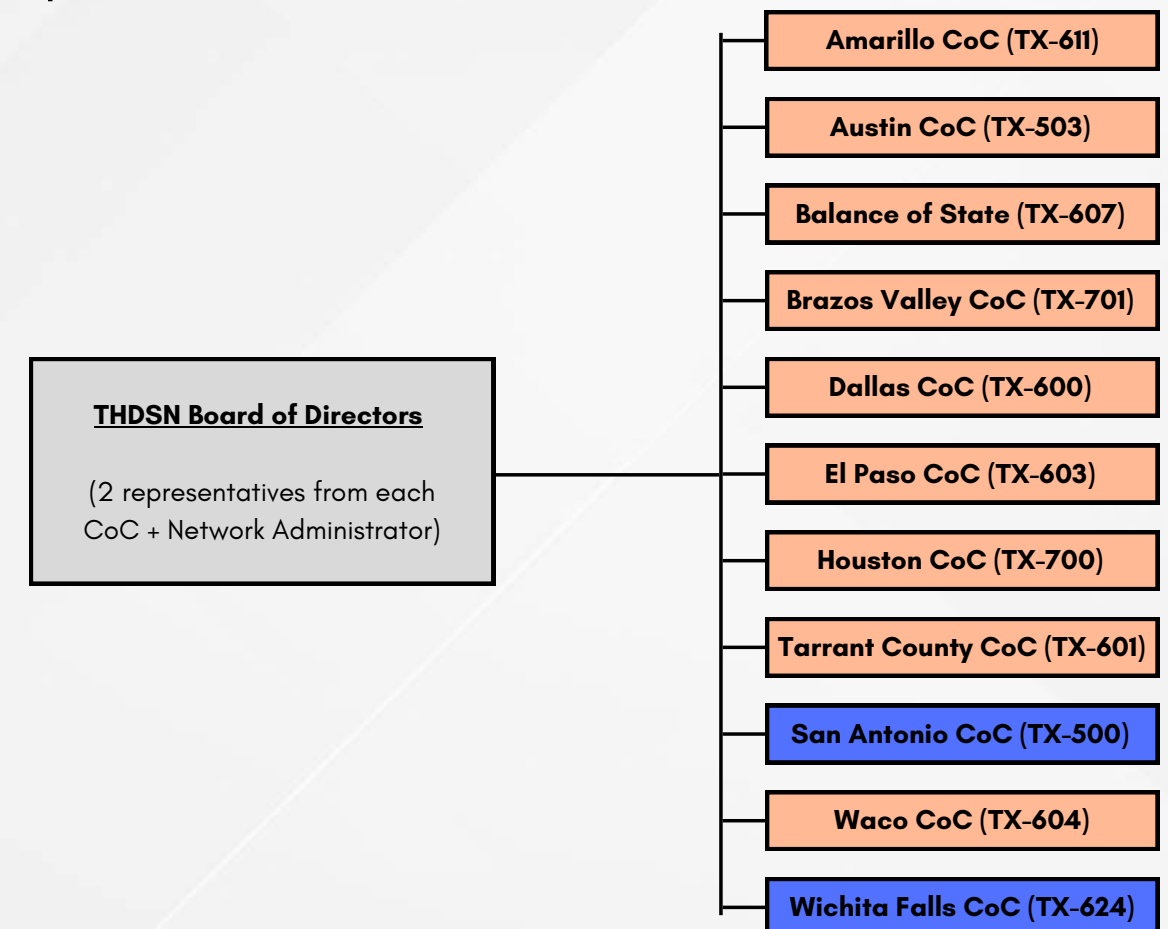 THDSN Board of Directors
(2 representatives from each
CoC + Network Administrator)
Amarillo CoC (TX-611)
Austin CoC (TX-503)
Balance of State (TX-607)
Brazos Valley CoC (TX-701)
Dallas CoC (TX-600)
El Paso CoC (TX-603)
Houston CoC (TX-700)
Tarrant County CoC (TX-601)
San Antonio CoC (TX-500)
Waco CoC (TX-604)
Wichita Falls CoC (TX-624)